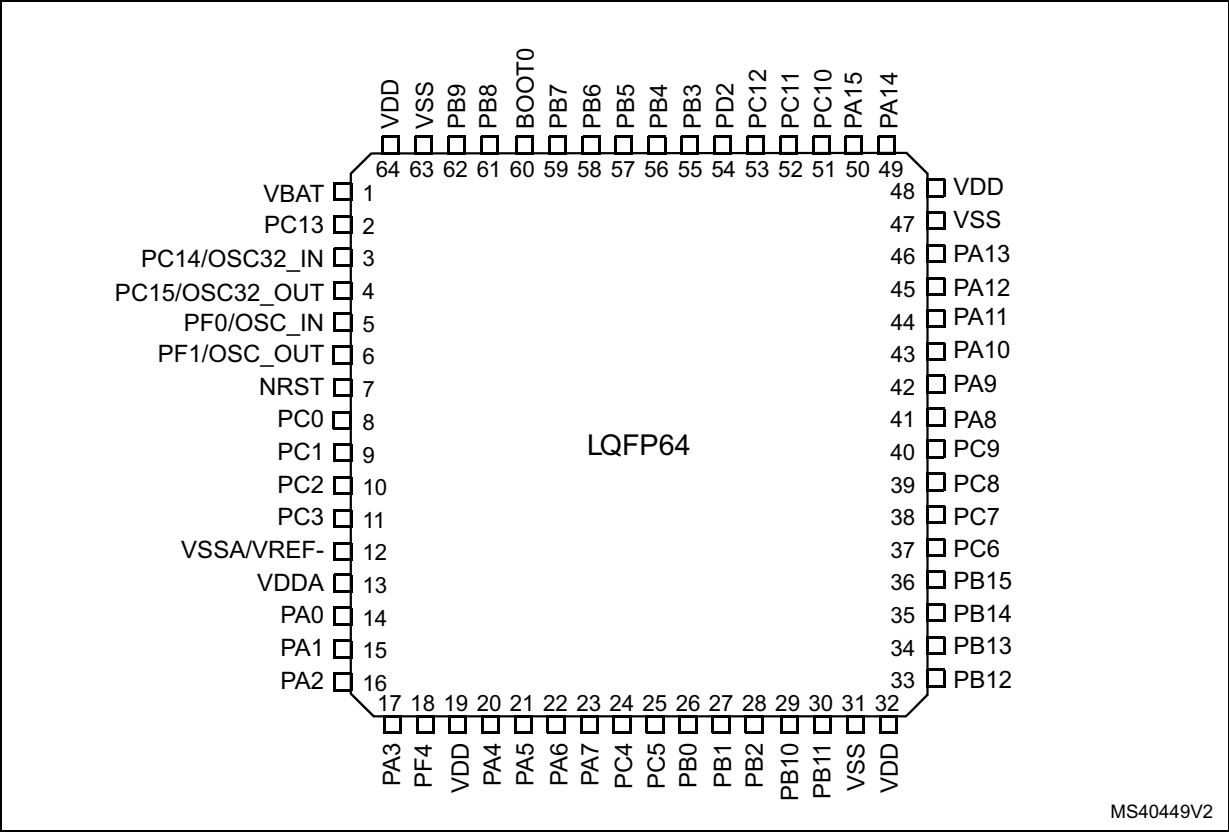 VDD
VSS
PB9
PB8
BOOT0
PB7
PB6
PB5
PB4
PB3
PD2
PC12
PC11
PC10
PA15
PA14
64 63 62 61 60 59 58 57 56 55 54 53 52 51 50 49
VBAT 1
PC13 2
PC14/OSC32_IN 3
PC15/OSC32_OUT 4
PF0/OSC_IN 5
PF1/OSC_OUT 6
NRST 7
PC0 8
PC1 9
PC2 10
PC3 11
VSSA/VREF- 12
VDDA 13
PA0 14
PA1 15
PA2 16
LQFP64
48 VDD
47 VSS
46 PA13
45 PA12
44 PA11
43 PA10
42 PA9
41 PA8
40 PC9
39 PC8
38 PC7
37 PC6
36 PB15
35 PB14
34 PB13
33 PB12
17 18 19 20 21 22 23 24 25 26 27 28 29 30 31 32
PA3
PF4
VDD
PA4
PA5
PA6
PA7
PC4
PC5
PB0
PB1
PB2
PB10
PB11
VSS
VDD
MS40449V2